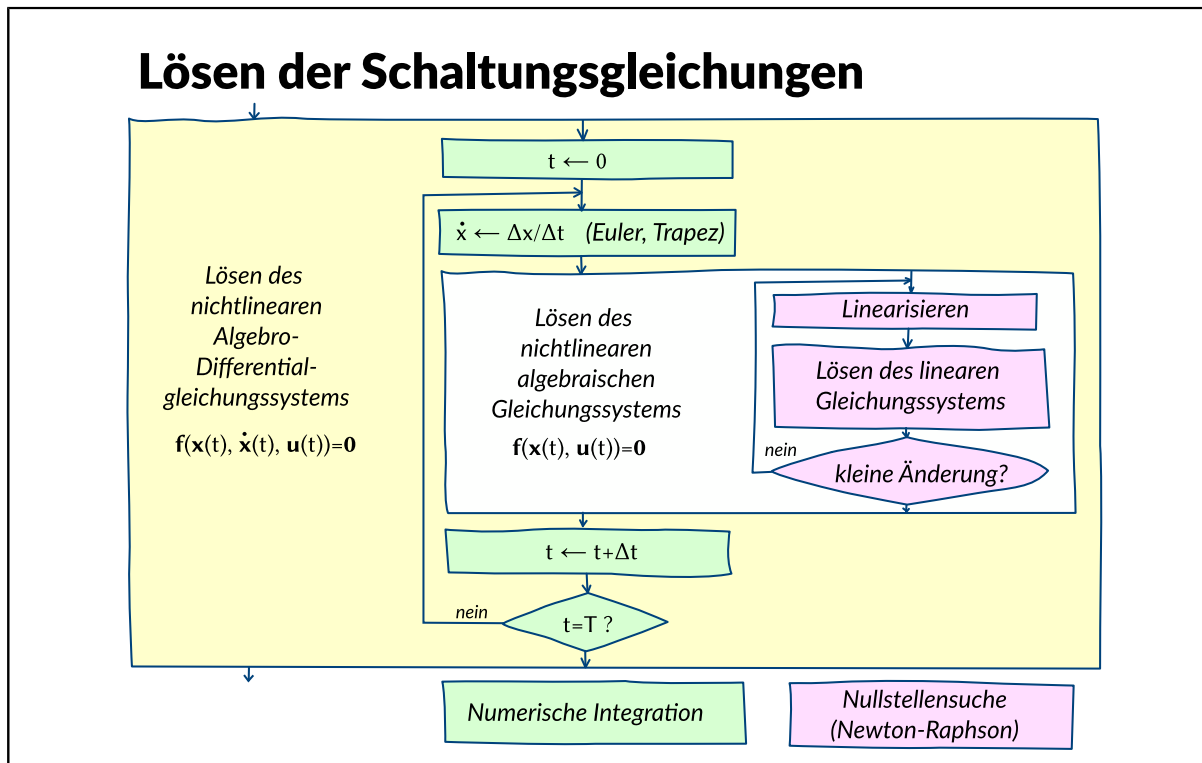 Lösen der Schaltungsgleichungen
t ← 0
ẋ ← Δx/Δt (Euler, Trapez)
Lösen des
nichtlinearen
Algebro-
Differential-
gleichungssystems
f(x(t), ẋ(t), u(t))=0
Lösen des
nichtlinearen
algebraischen
Gleichungssystems
f(x(t), u(t))=0
Linearisieren
Lösen des linearen
Gleichungssystems
nein
kleine Änderung?
t ← t+Δt
nein
t=T ?
Numerische Integration
Nullstellensuche
(Newton-Raphson)